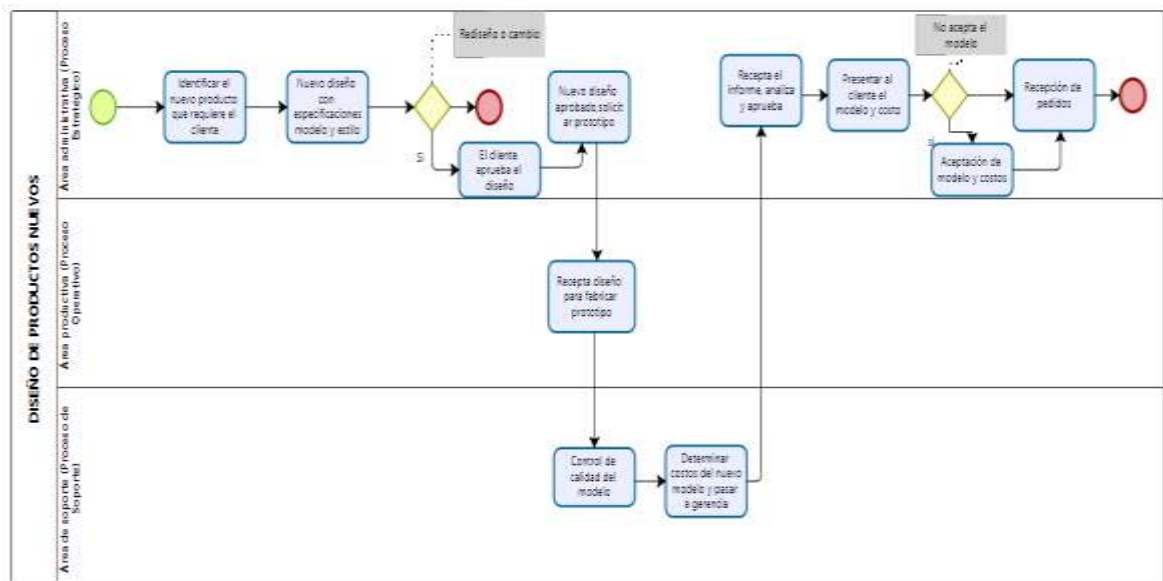 DISEÑO DE PRODUCTOS NUEVOS
Área administrativa (Proceso
Estratégico)
Identificar el
nuevo producto
que requiere el
cliente
Nuevo diseño
con
especificaciones
modelo y estilo
Rediseño o cambio
Si
El cliente
aprueba el
diseño
Nuevo diseño
aprobado, solicit
ar prototipo
Recepta el
informe, analiza
y aprueba
Presentar al
cliente el
modelo y costo
No acepta el
modelo
si
Aceptación de
modelo y costos
Recepción de
pedidos
Área productiva (Proceso
Operativo)
Recepta diseño
para fabricar
prototipo
Área de soporte (Proceso de
Soporte)
Control de
calidad del
modelo
Determinar
costos del nuevo
modelo y pasar
a gerencia